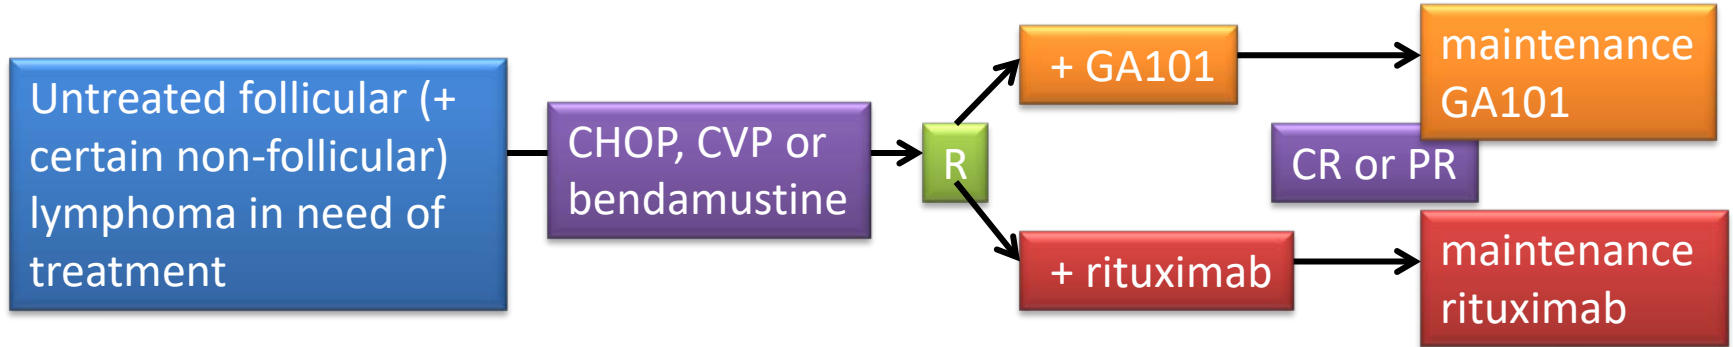 Untreated follicular (+
certain non-follicular)
lymphoma in need of
treatment
CHOP, CVP or
bendamustine
R
+ GA101
maintenance
GA101
CR or PR
+ rituximab
maintenance
rituximab